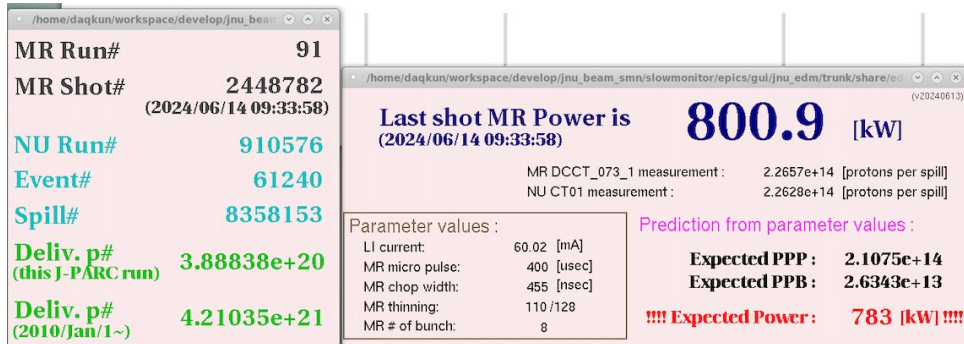 /home/daqkun/workspace/develop/jnu_bean
MR Run# 91
MR Shot# 2448782
(2024/06/14 09:33:58)
NU Run# 910576
Event# 61240
Spill# 8358153
Deliv. p# 3.88838e+20
(this J-PARC run)
Deliv. p# 4.21035e+21
(2010/Jan/1~)
/home/daqkun/workspace/develop/jnu_beam_smn/slowmonitor/epics/gui/jnu_edm/trunk/share/ed
(v20240613)
Last shot MR Power is 800.9 [kW]
(2024/06/14 09:33:58)
MR DCCT_073_1 measurement : 2.2657e+14 [protons per spill]
NU CT01 measurement : 2.2628e+14 [protons per spill]
Parameter values :
LI current: 60.02 [mA]
MR micro pulse: 400 [usec]
MR chop width: 455 [nsec]
MR thinning: 110/128
MR # of bunch: 8
Prediction from parameter values :
Expected PPP : 2.1075e+14
Expected PPB : 2.6343e+13
!!!! Expected Power : 783 [kW] !!!!